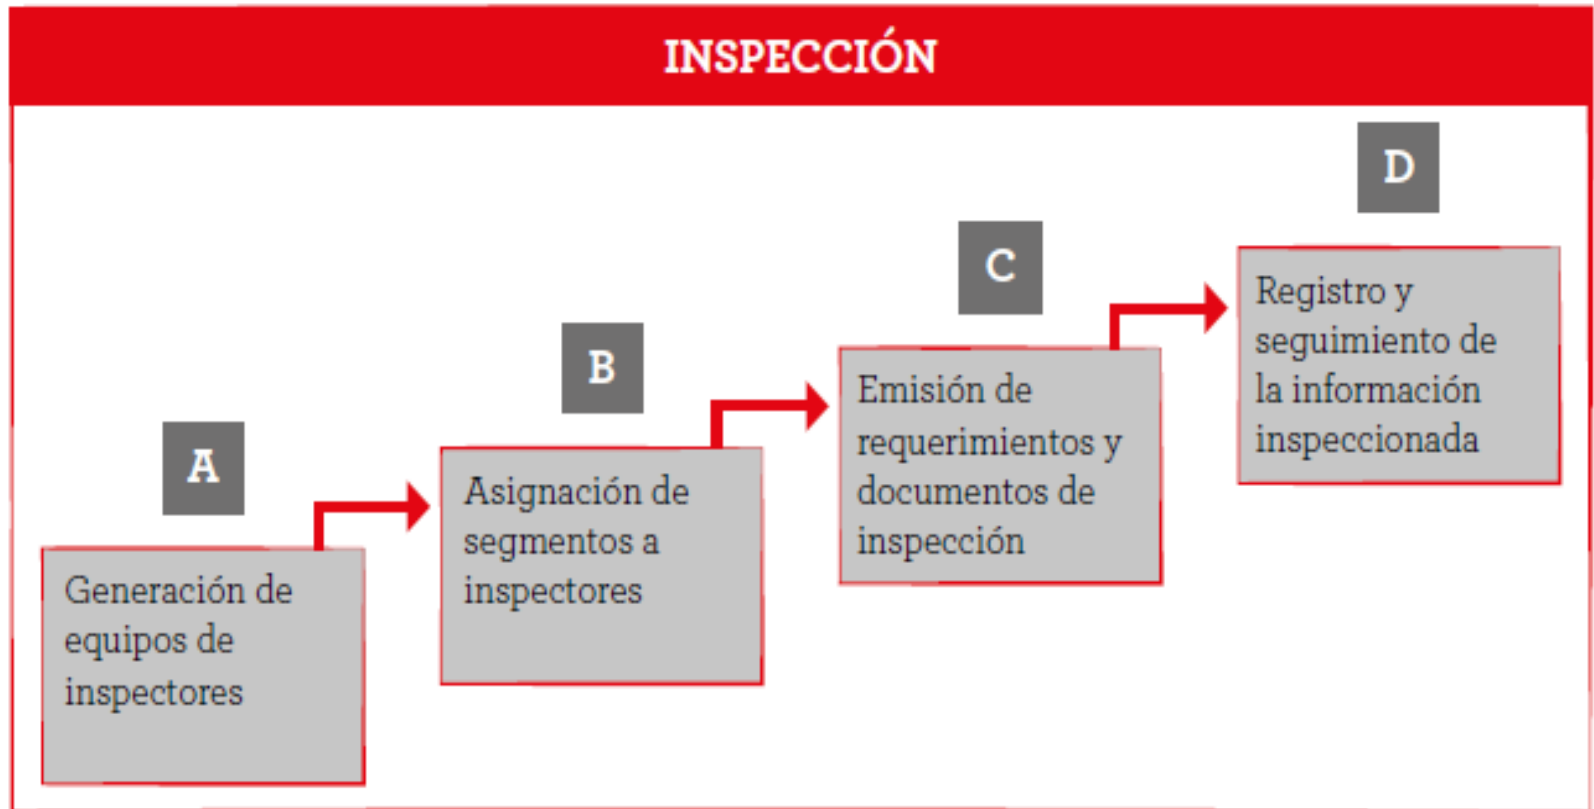 INSPECCIÓN
A
Generación de
equipos de
inspectores
B
Asignación de
segmentos a
inspectores
C
Emisión de
requerimientos y
documentos de
inspección
D
Registro y
seguimiento de
la información
inspeccionada